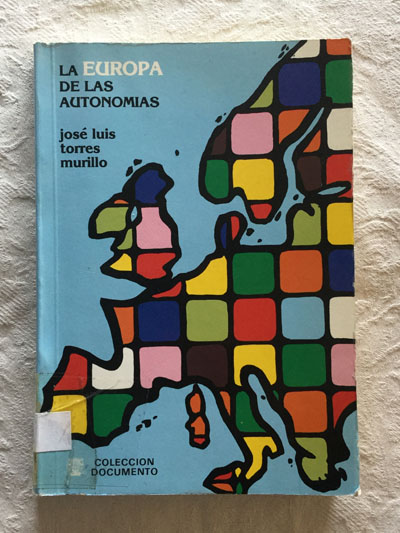 LA EUROPA
DE LAS
AUTONOMIAS
josé luis
torres
murillo
COLECCION
DOCUMENTO